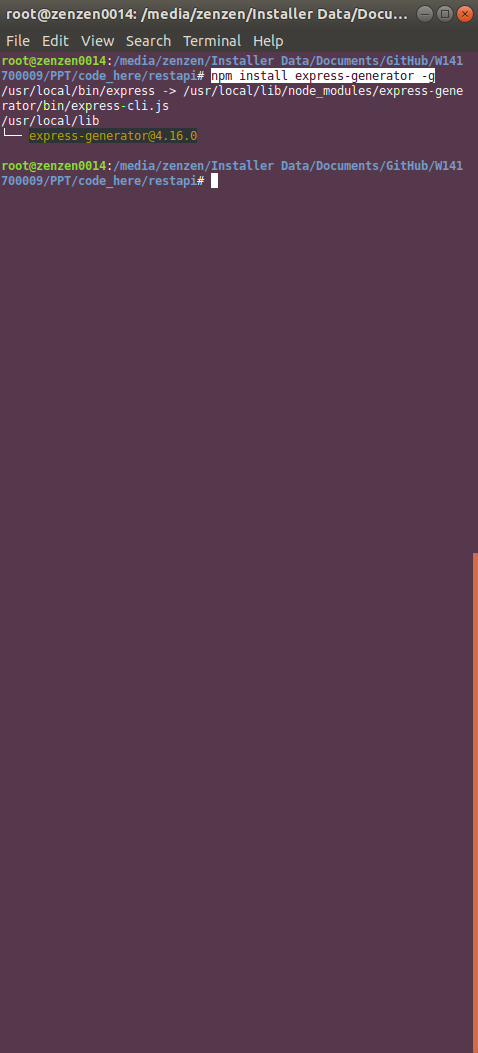 root@zenzen0014: /media/zenzen/Installer Data/Docu...
File Edit View Search Terminal Help
root@zenzen0014:/media/zenzen/Installer Data/Documents/GitHub/W141
700009/PPT/code_here/restapi# npm install express-generator -g
/usr/local/bin/express -> /usr/local/lib/node_modules/express-gene
rator/bin/express-cli.js
/usr/local/lib
└── express-generator@4.16.0
root@zenzen0014:/media/zenzen/Installer Data/Documents/GitHub/W141
700009/PPT/code_here/restapi#